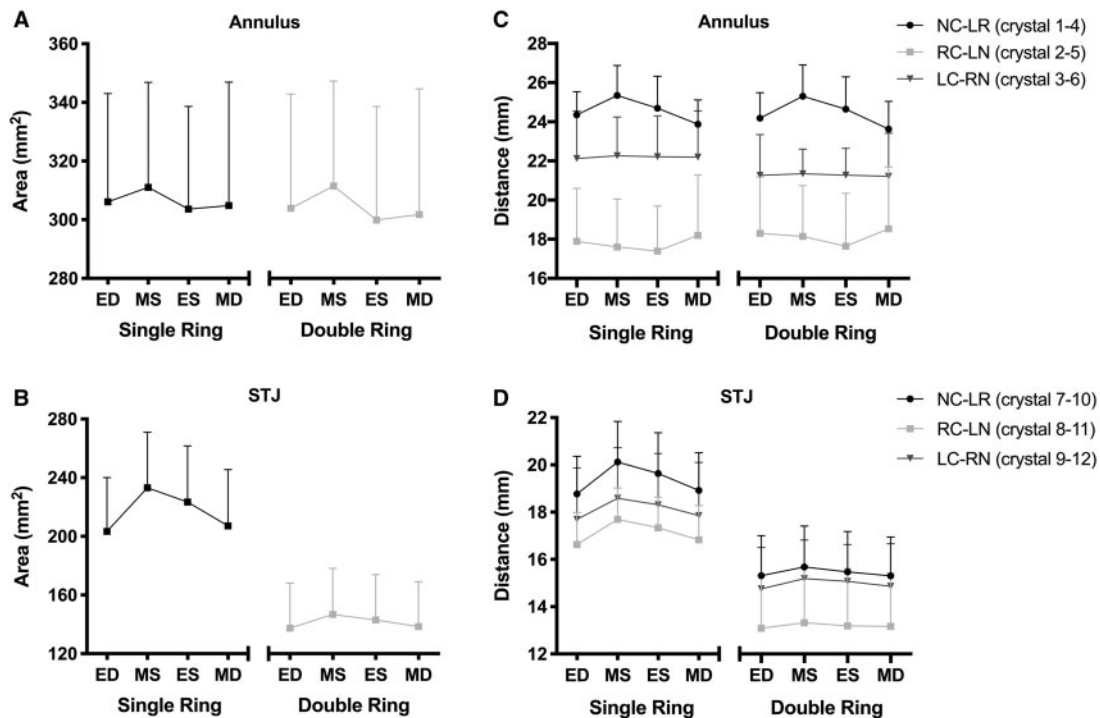 A
Annulus
Area (mm²)
360
340
320
300
280
ED MS ES MD ED MS ES MD
Single Ring Double Ring
C
Annulus
Distance (mm)
28
26
24
22
20
18
16
ED MS ES MD ED MS ES MD
Single Ring Double Ring
NC-LR (crystal 1-4)
RC-LN (crystal 2-5)
LC-RN (crystal 3-6)
B
STJ
Area (mm²)
280
240
200
160
120
ED MS ES MD ED MS ES MD
Single Ring Double Ring
D
STJ
Distance (mm)
22
20
18
16
14
12
ED MS ES MD ED MS ES MD
Single Ring Double Ring
NC-LR (crystal 7-10)
RC-LN (crystal 8-11)
LC-RN (crystal 9-12)